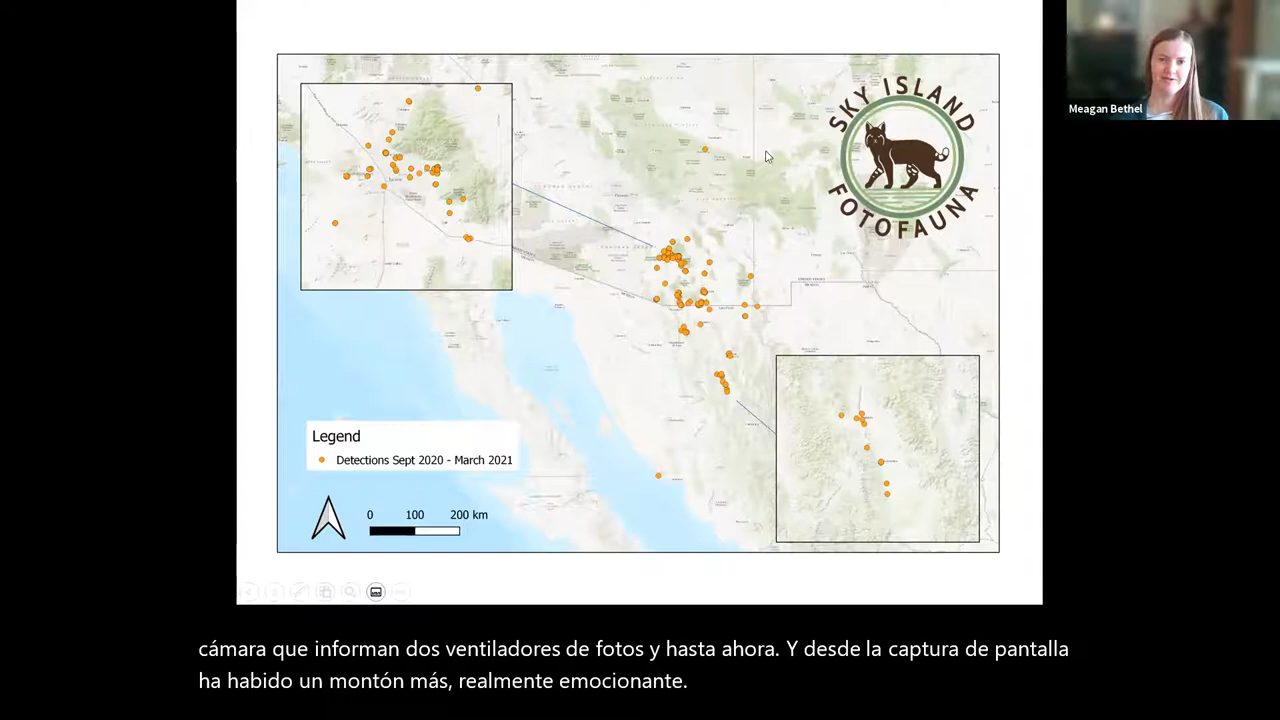 SKY ISLAND
FOTOFAUNA
Meagan Bethel
Legend
Detections Sept 2020 - March 2021
0 100 200 km
cámara que informan dos ventiladores de fotos y hasta ahora. Y desde la captura de pantalla
ha habido un montón más, realmente emocionante.